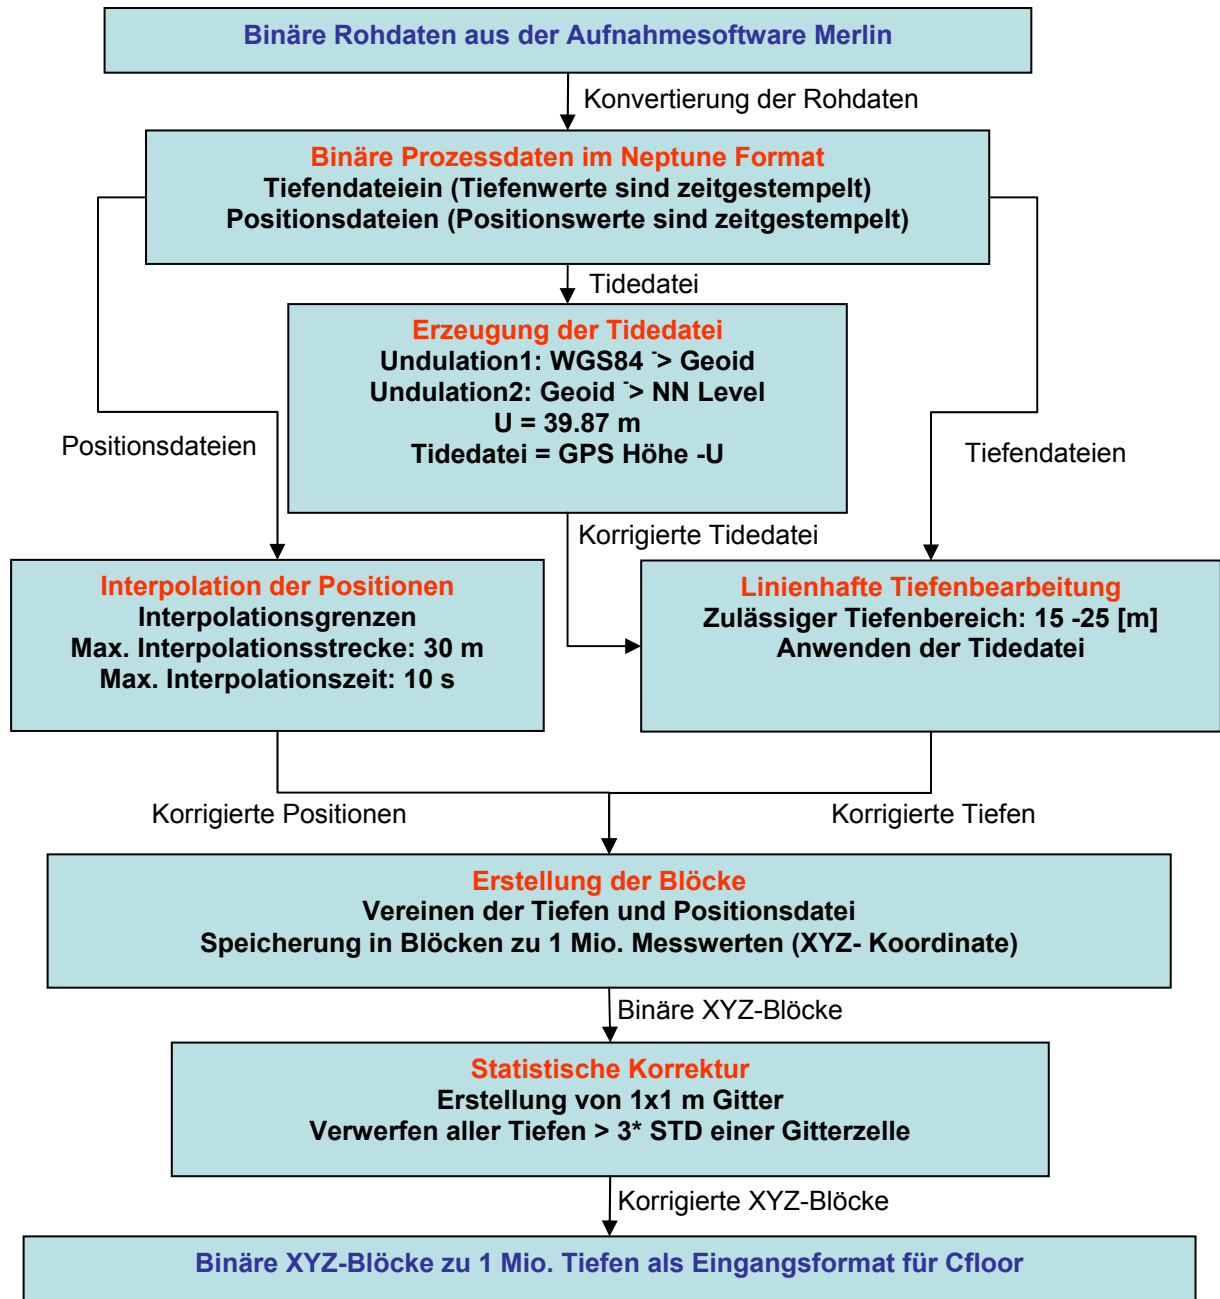 Binäre Rohdaten aus der Aufnahmesoftware Merlin
Konvertierung der Rohdaten
Binäre Prozessdaten im Neptune Format
Tiefendateiein (Tiefenwerte sind zeitgestempelt)
Positionsdateien (Positionswerte sind zeitgestempelt)
Tidedatei
Erzeugung der Tidedatei
Undulation1: WGS84 -> Geoid
Undulation2: Geoid -> NN Level
U = 39.87 m
Tidedatei = GPS Höhe -U
Positionsdateien
Tiefendateien
Korrigierte Tidedatei
Interpolation der Positionen
Interpolationsgrenzen
Max. Interpolationsstrecke: 30 m
Max. Interpolationszeit: 10 s
Linienhafte Tiefenbearbeitung
Zulässiger Tiefenbereich: 15 -25 [m]
Anwenden der Tidedatei
Korrigierte Positionen
Korrigierte Tiefen
Erstellung der Blöcke
Vereinen der Tiefen und Positionsdatei
Speicherung in Blöcken zu 1 Mio. Messwerten (XYZ- Koordinate)
Binäre XYZ-Blöcke
Statistische Korrektur
Erstellung von 1x1 m Gitter
Verwerfen aller Tiefen > 3* STD einer Gitterzelle
Korrigierte XYZ-Blöcke
Binäre XYZ-Blöcke zu 1 Mio. Tiefen als Eingangsformat für Cfloor